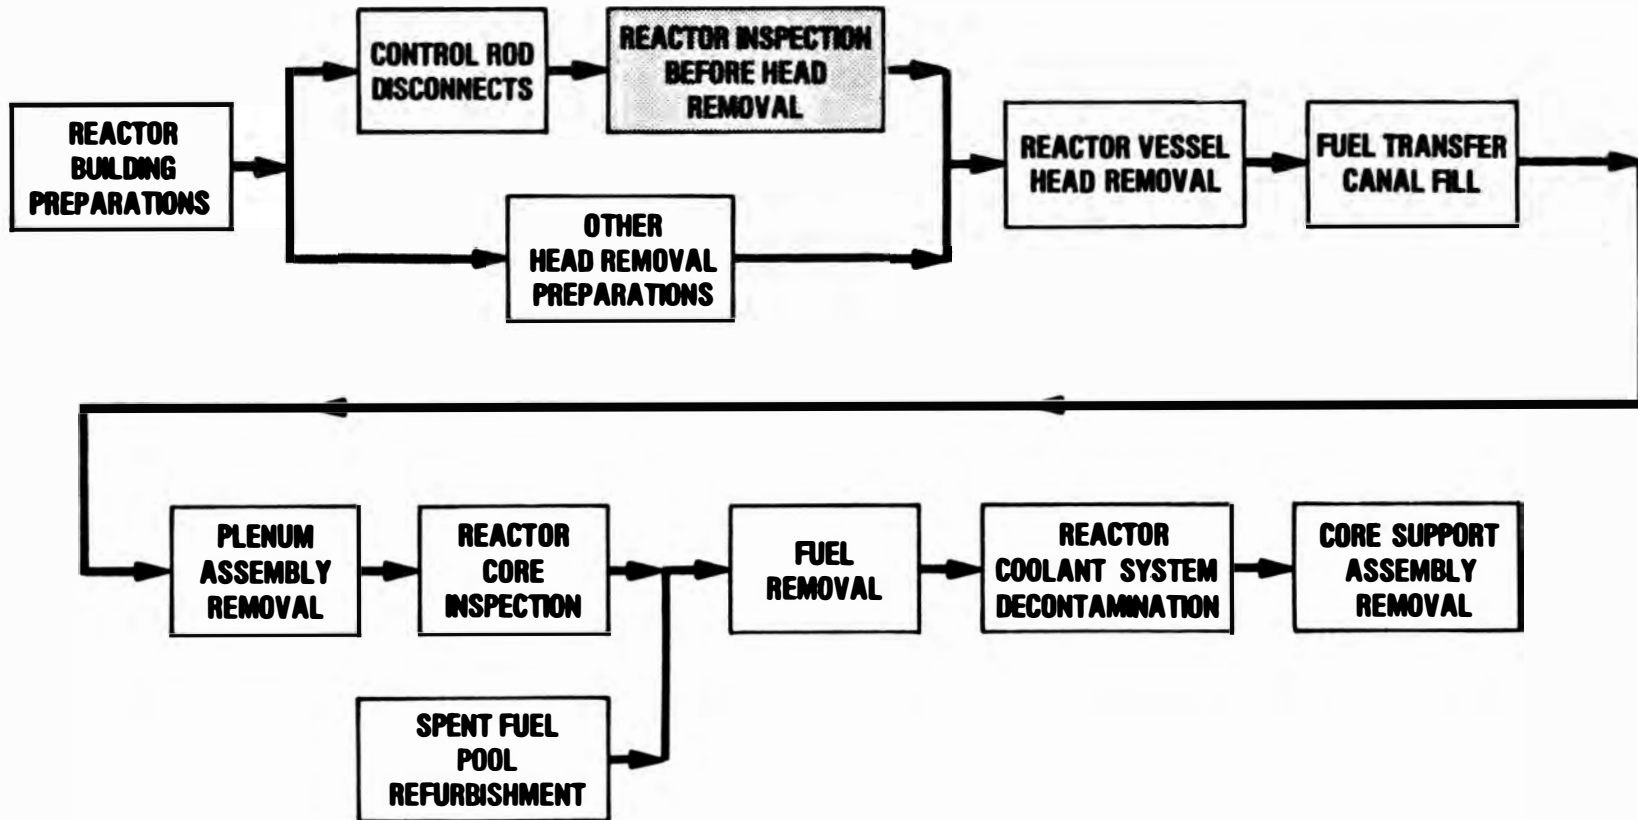 REACTOR
BUILDING
PREPARATIONS
CONTROL ROD
DISCONNECTS
REACTOR INSPECTION
BEFORE HEAD
REMOVAL
OTHER
HEAD REMOVAL
PREPARATIONS
REACTOR VESSEL
HEAD REMOVAL
FUEL TRANSFER
CANAL FILL
PLENUM
ASSEMBLY
REMOVAL
REACTOR
CORE
INSPECTION
SPENT FUEL
POOL
REFURBISHMENT
FUEL
REMOVAL
REACTOR
COOLANT SYSTEM
DECONTAMINATION
CORE SUPPORT
ASSEMBLY
REMOVAL